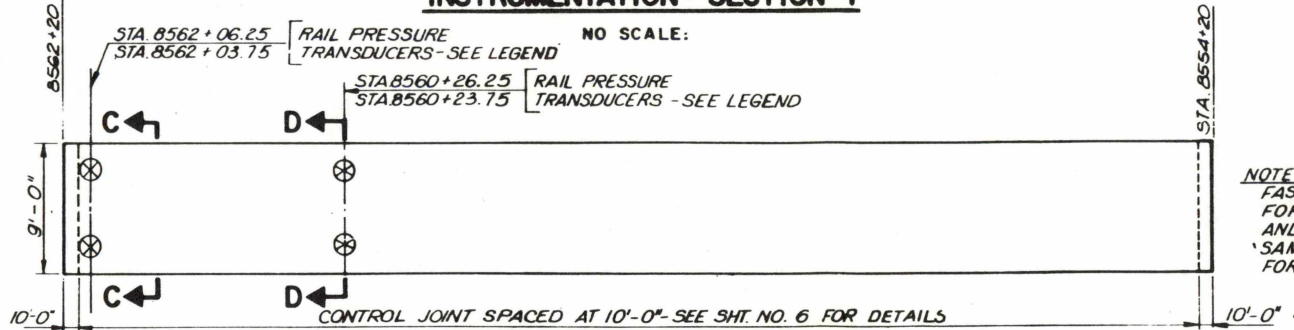 INSTRUMENTATION SECTION
NO SCALE:
8562+20
STA. 8562 + 06.25 [ RAIL PRESSURE
STA. 8562 + 03.75 TRANSDUCERS - SEE LEGEND
STA 8560+26.25 [ RAIL PRESSURE
STA 8560+23.75 TRANSDUCERS - SEE LEGEND
STA. 8554+20
C D
9'-0"
NOTE
FAS
FOR
AND
SAM
FOR
C D
10'-0" CONTROL JOINT SPACED AT 10'-0" - SEE SHT. NO. 6 FOR DETAILS 10'-0"